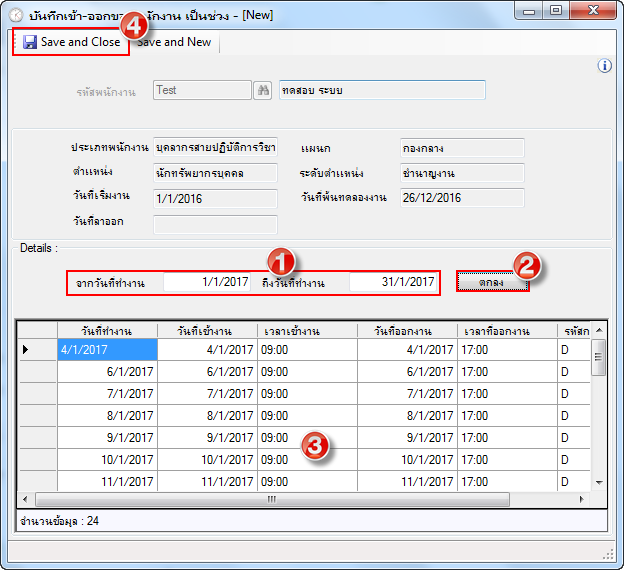 บันทึกเข้า-ออกของพนักงาน เป็นช่วง - [New]
4
Save and Close Save and New
รหัสพนักงาน Test ทดสอบ ระบบ
ประเภทพนักงาน บุคลากรสายปฏิบัติการวิชา แผนก กองกลาง
ตำแหน่ง นักทรัพยากรบุคคล ระดับตำแหน่ง ชำนาญงาน
วันที่เริ่มงาน 1/1/2016 วันที่พ้นทดลองงาน 26/12/2016
วันที่ลาออก
Details :
1 2
จากวันที่ทำงาน 1/1/2017 ถึงวันที่ทำงาน 31/1/2017 ตกลง
วันที่ทำงาน วันที่เข้างาน เวลาเข้างาน วันที่ออกงาน เวลาที่ออกงาน รหัสก
4/1/2017 4/1/2017 09:00 4/1/2017 17:00 D
6/1/2017 6/1/2017 09:00 6/1/2017 17:00 D
7/1/2017 7/1/2017 09:00 7/1/2017 17:00 D
8/1/2017 8/1/2017 09:00 8/1/2017 17:00 D
9/1/2017 9/1/2017 09:00 3 9/1/2017 17:00 D
10/1/2017 10/1/2017 09:00 10/1/2017 17:00 D
11/1/2017 11/1/2017 09:00 11/1/2017 17:00 D
จำนวนข้อมูล : 24